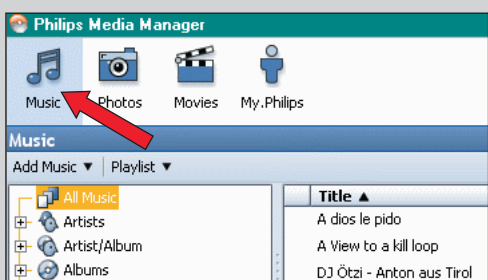 Philips Media Manager
Music Photos Movies My.Philips
Music
Add Music ▼ Playlist ▼
All Music
Artists
Artist/Album
Albums
Title ▲
A dios le pido
A View to a kill loop
DJ Ötzi - Anton aus Tirol